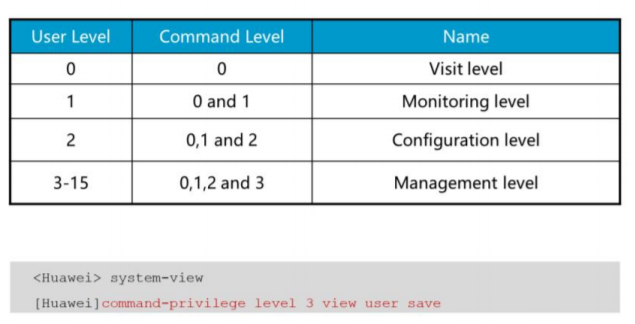 User Level Command Level Name
0 0 Visit level
1 0 and 1 Monitoring level
2 0,1 and 2 Configuration level
3-15 0,1,2 and 3 Management level
<Huawei> system-view
[Huawei]command-privilege level 3 view user save